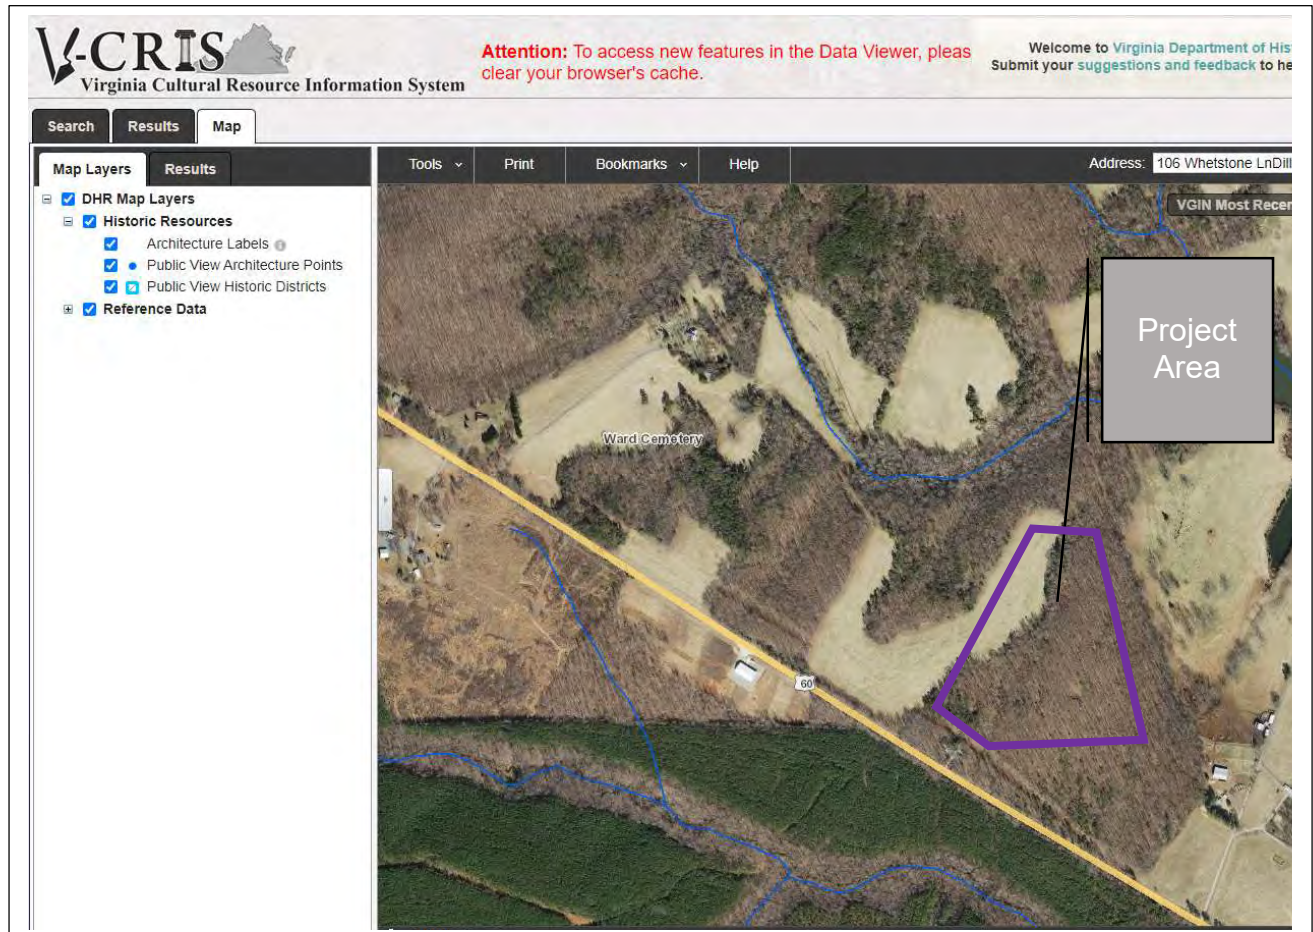 V-CRIS
Virginia Cultural Resource Information System
Attention: To access new features in the Data Viewer, pleas
clear your browser's cache.
Welcome to Virginia Department of His
Submit your suggestions and feedback to he
Search Results Map
Map Layers Results
Tools Print Bookmarks Help
Address: 106 Whetstone LnDill
DHR Map Layers
Historic Resources
Architecture Labels
Public View Architecture Points
Public View Historic Districts
Reference Data
VGIN Most Recen
Project
Area
Ward Cemetery
60